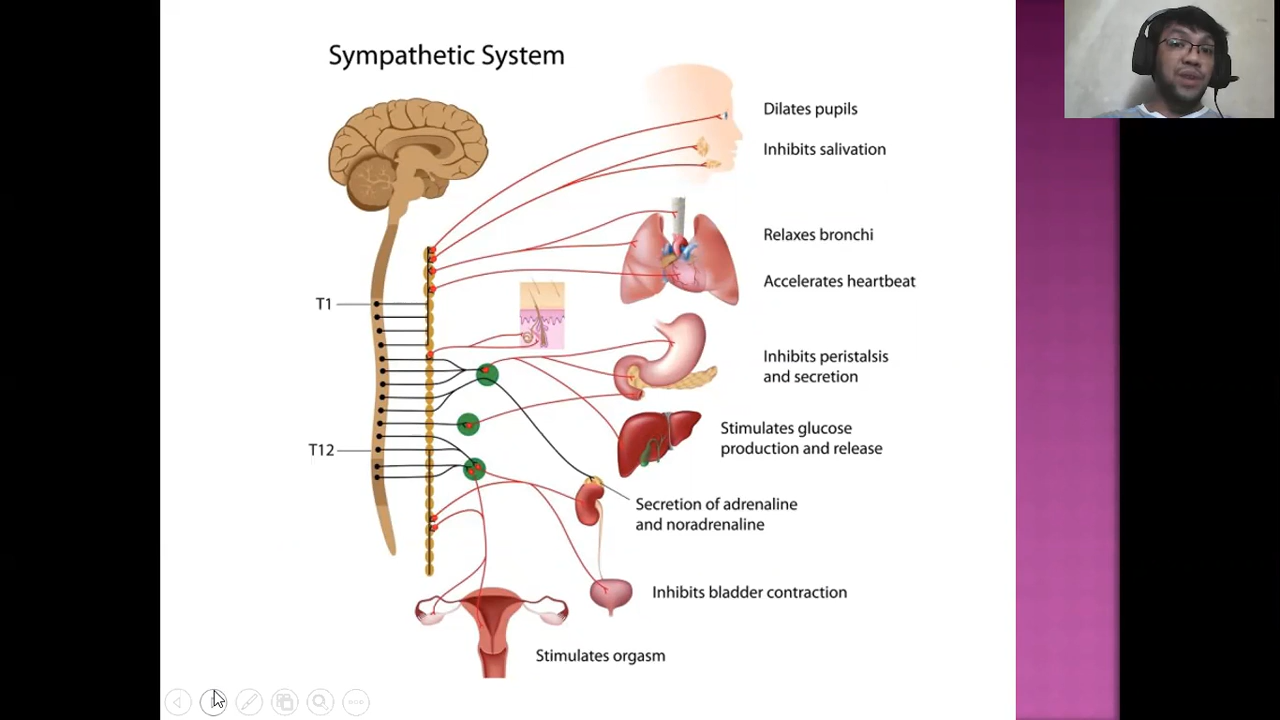 Sympathetic System
Dilates pupils
Inhibits salivation
Relaxes bronchi
Accelerates heartbeat
T1
Inhibits peristalsis
and secretion
Stimulates glucose
production and release
T12
Secretion of adrenaline
and noradrenaline
Inhibits bladder contraction
Stimulates orgasm